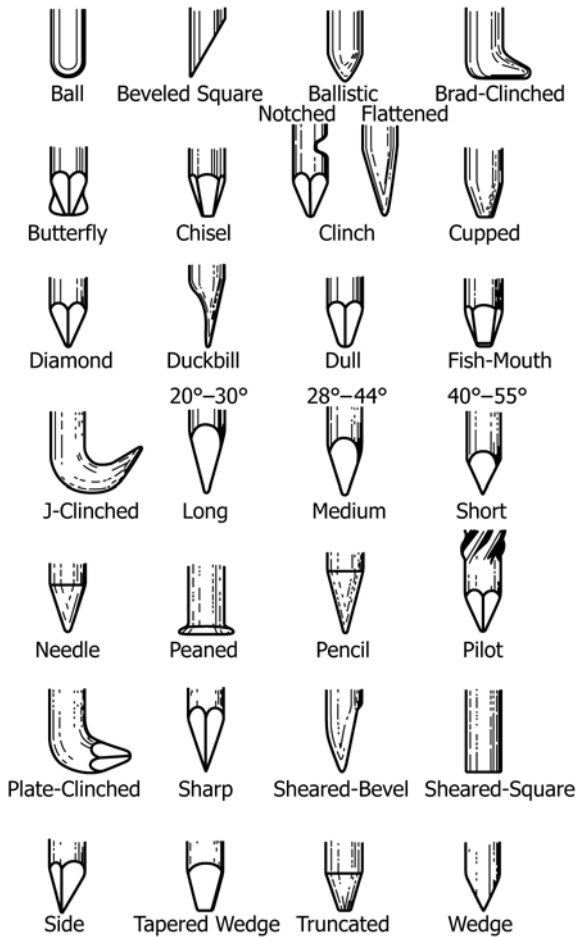 Ball Beveled Square Ballistic Brad-Clinched
Notched Flattened
Butterfly Chisel Clinch Cupped
Diamond Duckbill Dull Fish-Mouth
20°–30° 28°–44° 40°–55°
J-Clinched Long Medium Short
Needle Peaned Pencil Pilot
Plate-Clinched Sharp Sheared-Bevel Sheared-Square
Side Tapered Wedge Truncated Wedge